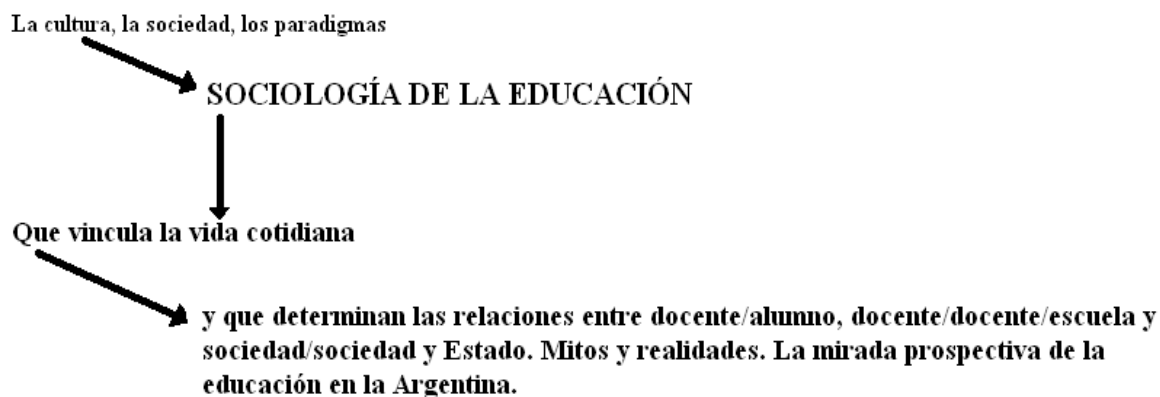 La cultura, la sociedad, los paradigmas
SOCIOLOGÍA DE LA EDUCACIÓN
Que vincula la vida cotidiana
y que determinan las relaciones entre docente/alumno, docente/docente/escuela y
sociedad/sociedad y Estado. Mitos y realidades. La mirada prospectiva de la
educación en la Argentina.